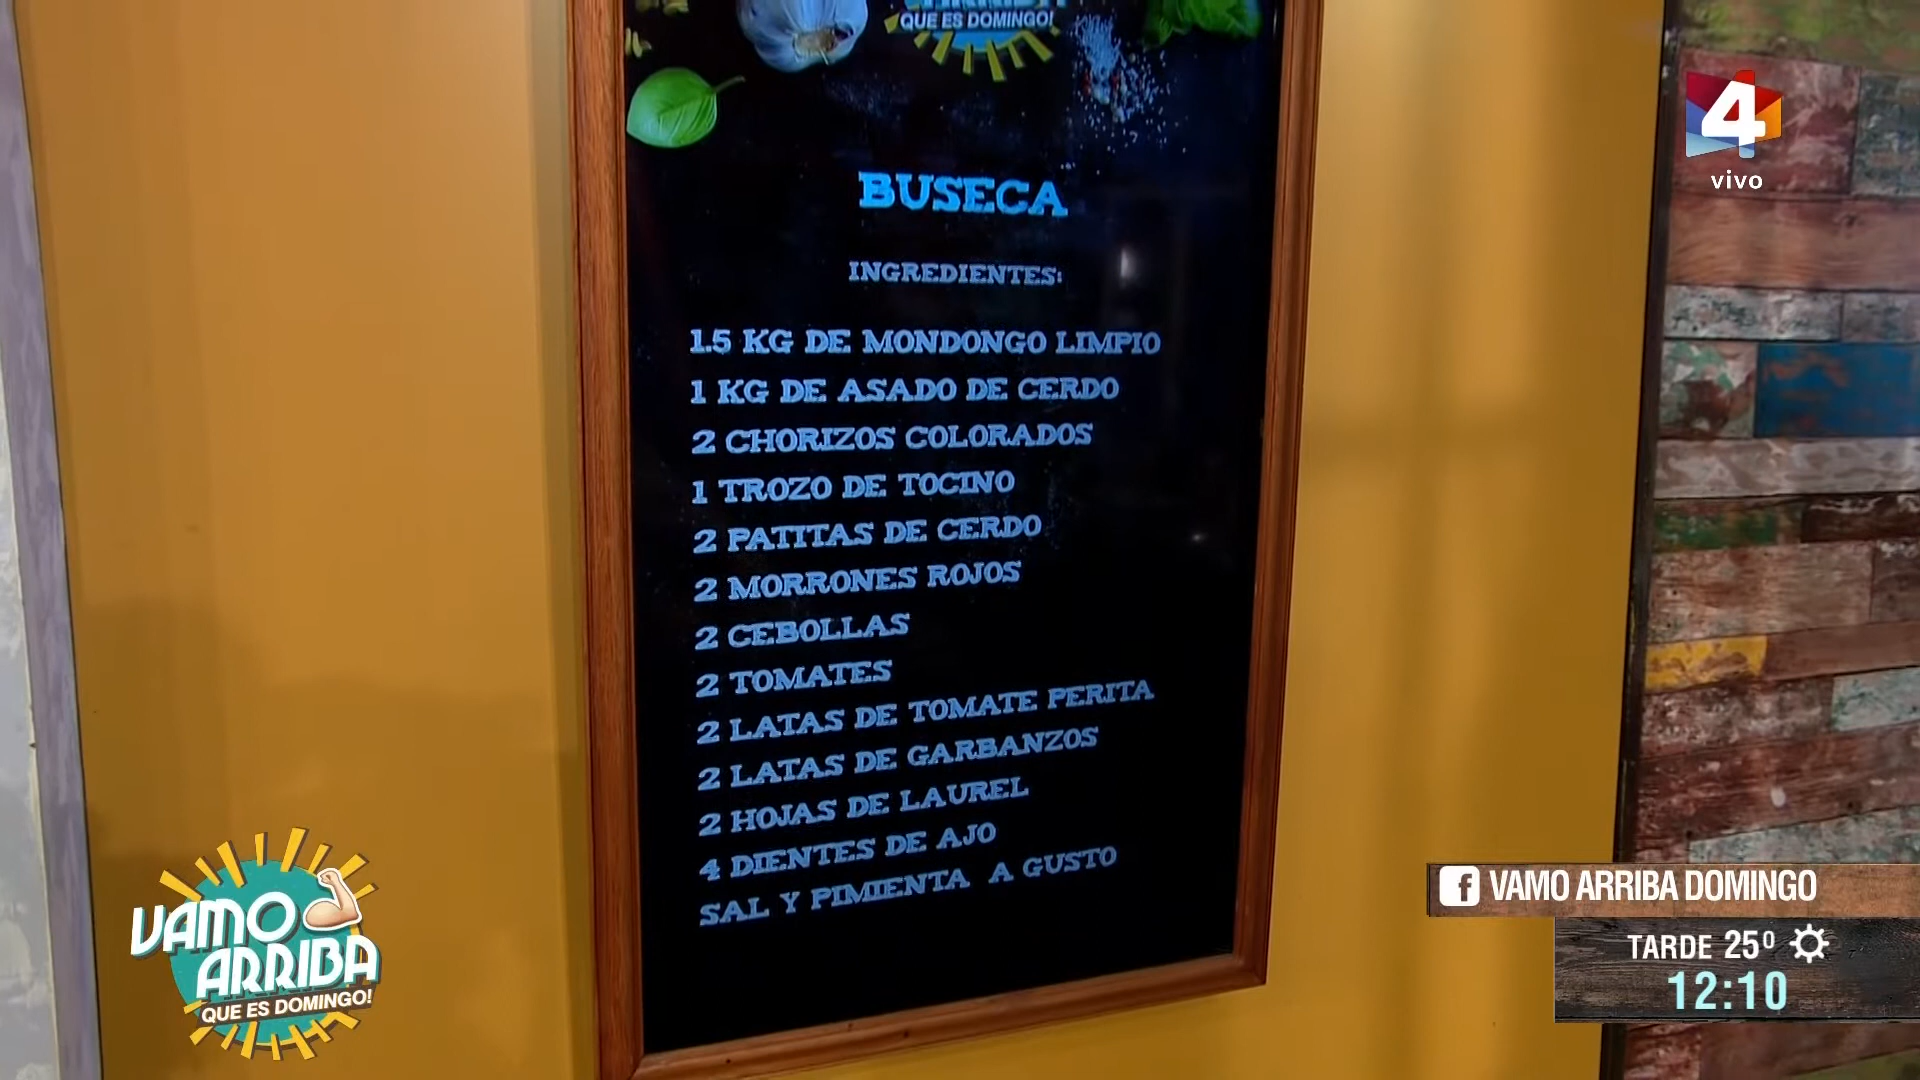 QUE ES DOMINGO!
4
vivo
BUSECA
INGREDIENTES:
1.5 KG DE MONDONGO LIMPIO
1 KG DE ASADO DE CERDO
2 CHORIZOS COLORADOS
1 TROZO DE TOCINO
2 PATITAS DE CERDO
2 MORRONES ROJOS
2 CEBOLLAS
2 TOMATES
2 LATAS DE TOMATE PERITA
2 LATAS DE GARBANZOS
2 HOJAS DE LAUREL
4 DIENTES DE AJO
SAL Y PIMIENTA A GUSTO
VAMO
ARRIBA
QUE ES DOMINGO!
f VAMO ARRIBA DOMINGO
TARDE 25º
12:10